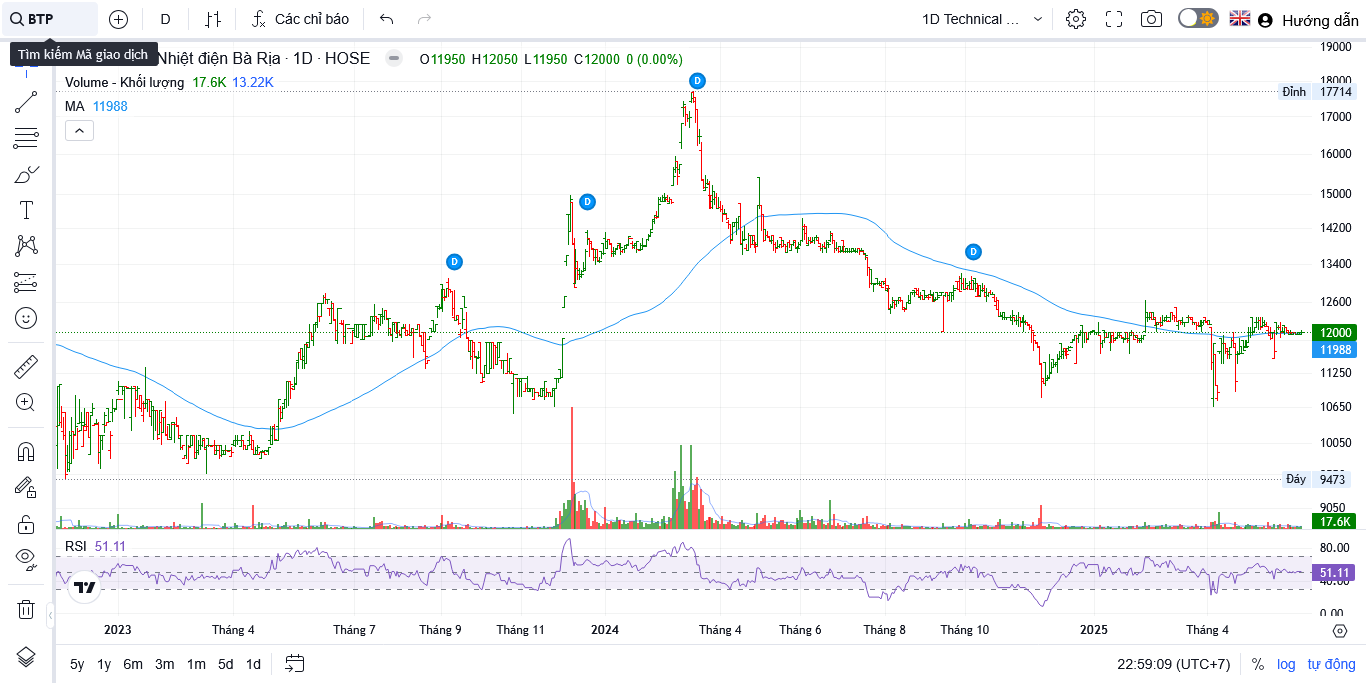 BTP
D
Các chỉ báo
1D Technical ...
Hướng dẫn
Tìm kiếm Mã giao dịch
Nhiệt điện Bà Rịa · 1D · HOSE
O11950 H12050 L11950 C12000 0 (0.00%)
Volume - Khối lượng 17.6K 13.22K
MA 11988
D
D
D
D
19000
18000
Đỉnh 17714
17000
16000
15000
14200
13400
12600
12000
11988
11250
10650
10050
Đáy 9473
9050
17.6K
RSI 51.11
80.00
51.11
40.00
0.00
2023
Tháng 4
Tháng 7
Tháng 9
Tháng 11
2024
Tháng 4
Tháng 6
Tháng 8
Tháng 10
2025
Tháng 4
5y 1y 6m 3m 1m 5d 1d
22:59:09 (UTC+7)
% log tự động